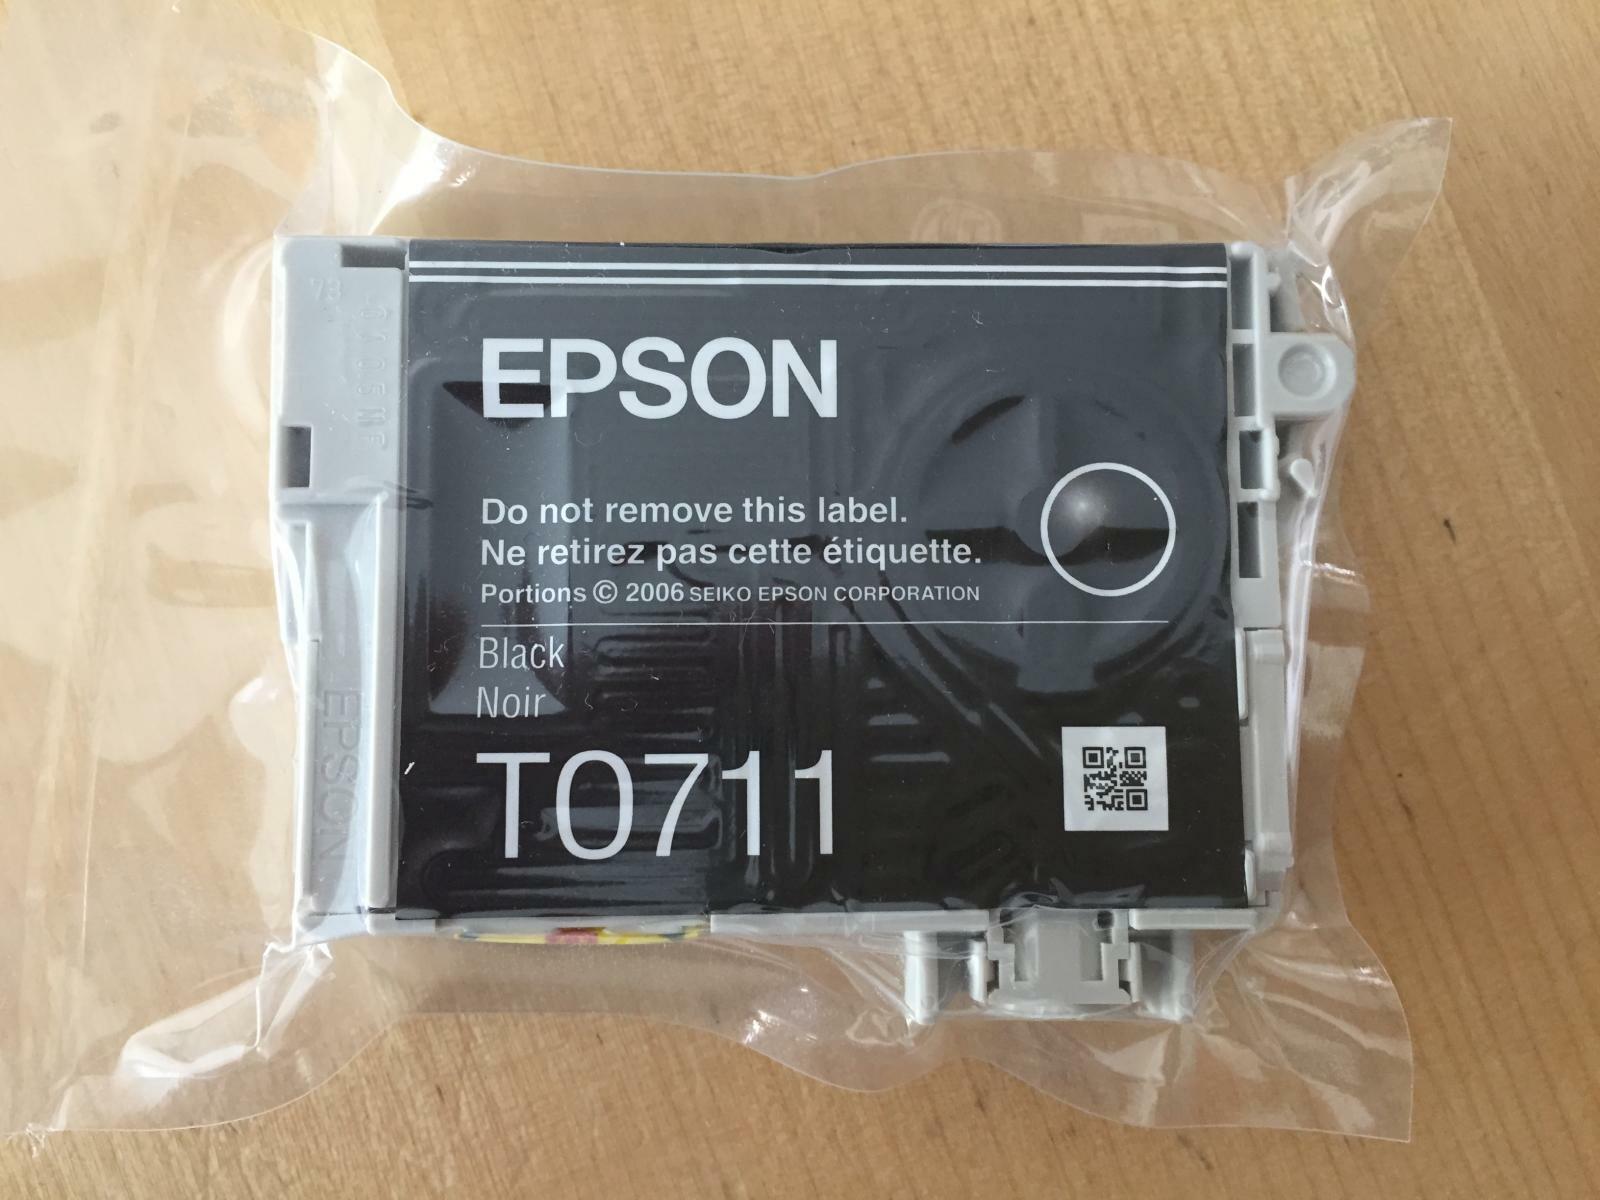 EPSON
Do not remove this label.
Ne retirez pas cette étiquette.
Portions © 2006 SEIKO EPSON CORPORATION
Black
Noir
T0711
78
EPSON